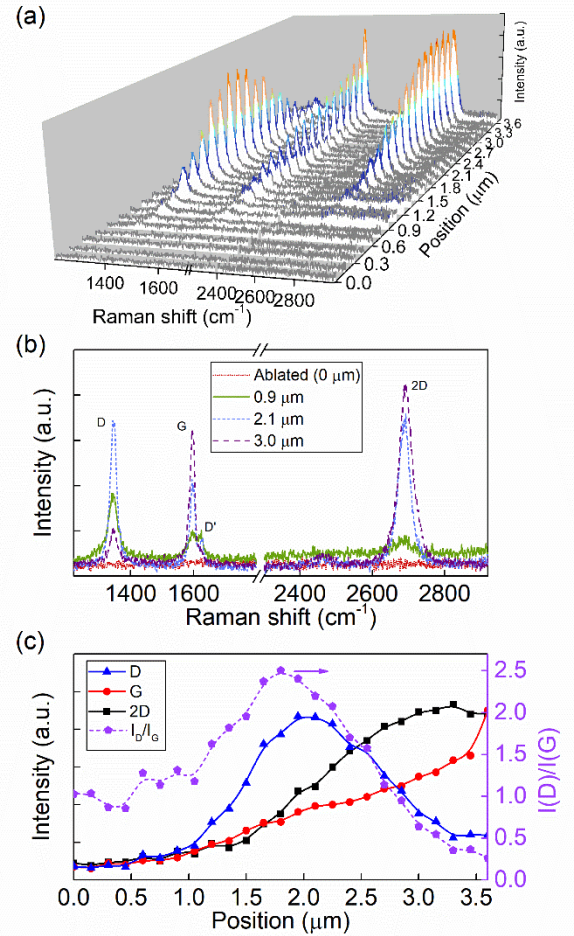 (a)
Intensity (a.u.)
3.6
3.3
3.0
2.7
2.4
2.1
1.8
1.5
1.2
0.9
0.6
0.3
0.0
Position (μm)
1400 1600 2400 2600 2800
Raman shift (cm-1)
(b)
Ablated (0 μm)
0.9 μm
2.1 μm
3.0 μm
D
G
D'
2D
Intensity (a.u.)
1400 1600 2400 2600 2800
Raman shift (cm-1)
(c)
D
G
2D
ID/IG
Intensity (a.u.)
2.5
2.0
1.5
1.0
0.5
0.0
I(D)/I(G)
0.0 0.5 1.0 1.5 2.0 2.5 3.0 3.5
Position (μm)